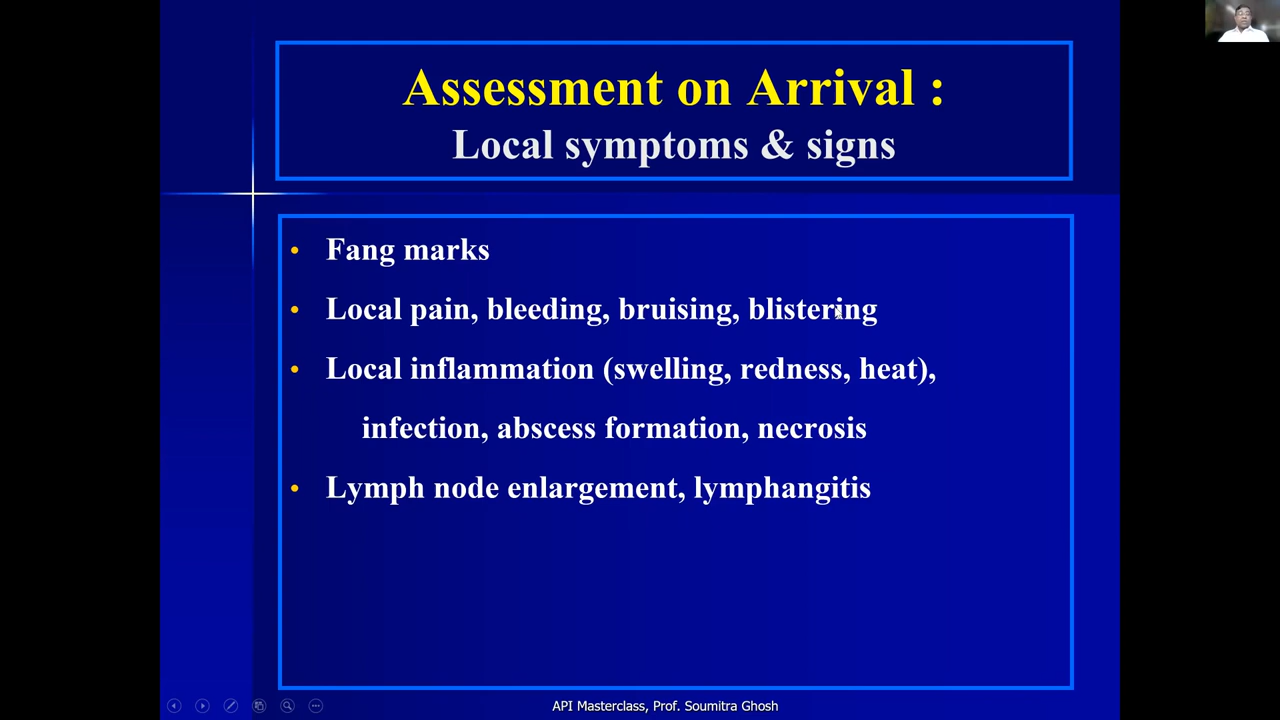 Assessment on Arrival :
Local symptoms & signs
• Fang marks
• Local pain, bleeding, bruising, blistering
• Local inflammation (swelling, redness, heat),
infection, abscess formation, necrosis
• Lymph node enlargement, lymphangitis
API Masterclass, Prof. Soumitra Ghosh